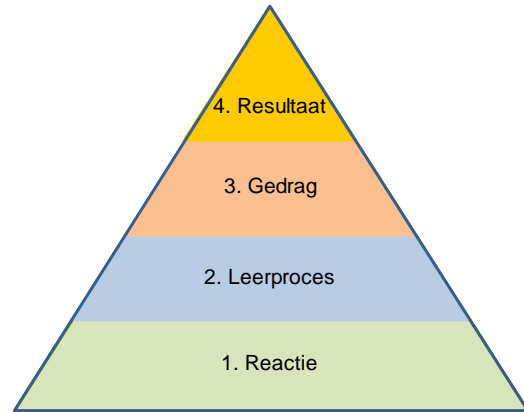 4. Resultaat
3. Gedrag
2. Leerproces
1. Reactie